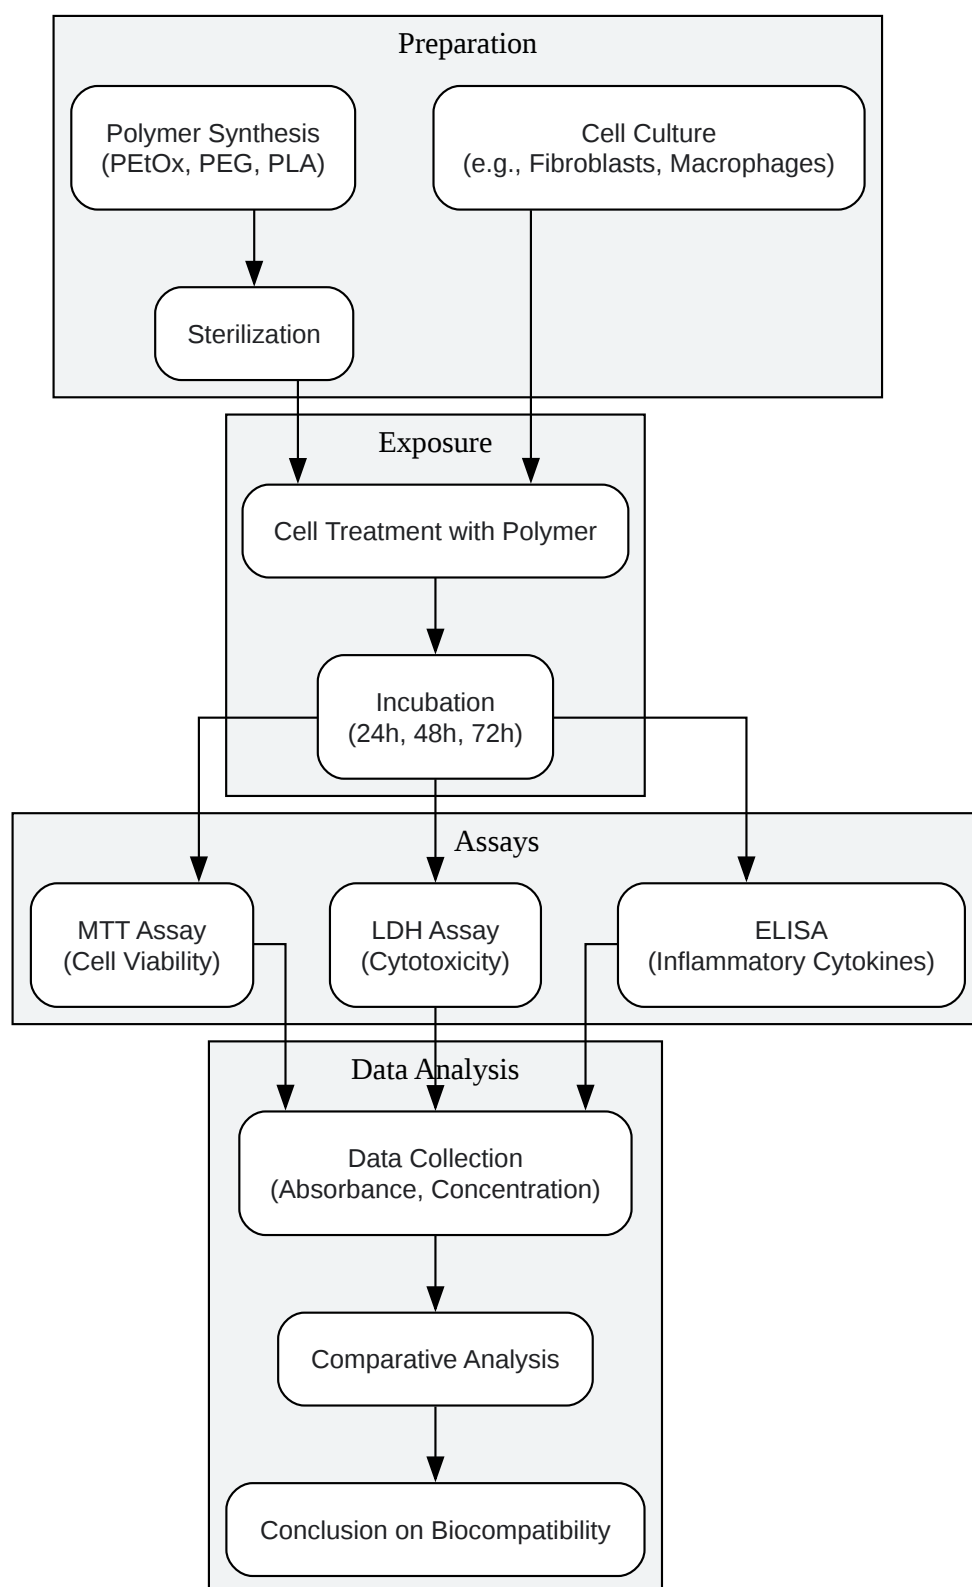 Preparation
Polymer Synthesis
(PEtOx, PEG, PLA)
Cell Culture
(e.g., Fibroblasts, Macrophages)
Sterilization
Exposure
Cell Treatment with Polymer
Incubation
(24h, 48h, 72h)
Assays
MTT Assay
(Cell Viability)
LDH Assay
(Cytotoxicity)
ELISA
(Inflammatory Cytokines)
Data Analysis
Data Collection
(Absorbance, Concentration)
Comparative Analysis
Conclusion on Biocompatibility